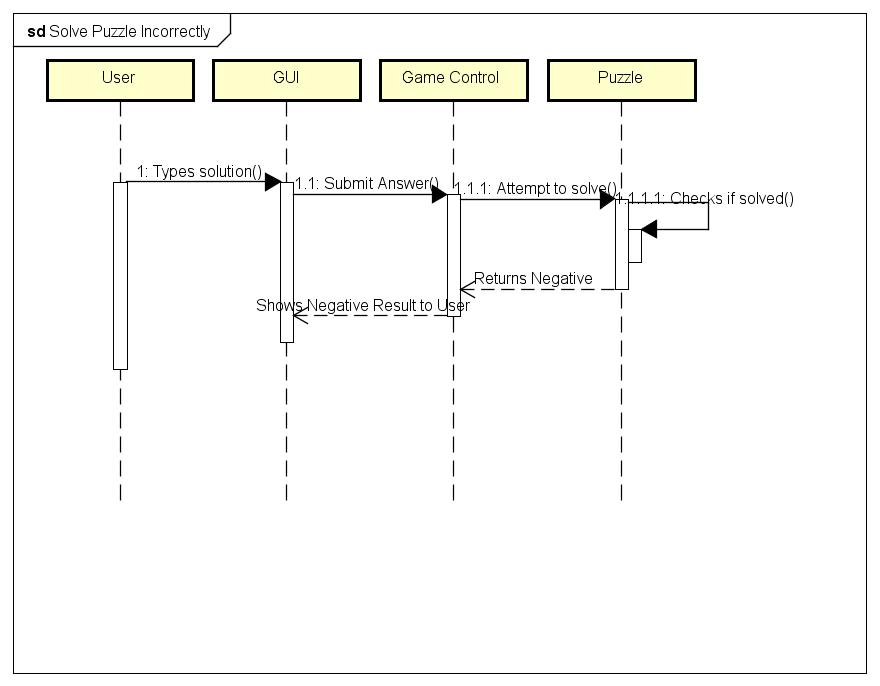 sd Solve Puzzle Incorrectly
User
GUI
Game Control
Puzzle
1: Types solution()
1.1: Submit Answer()
1.1.1: Attempt to solve()
1.1.1.1: Checks if solved()
Returns Negative
Shows Negative Result to User